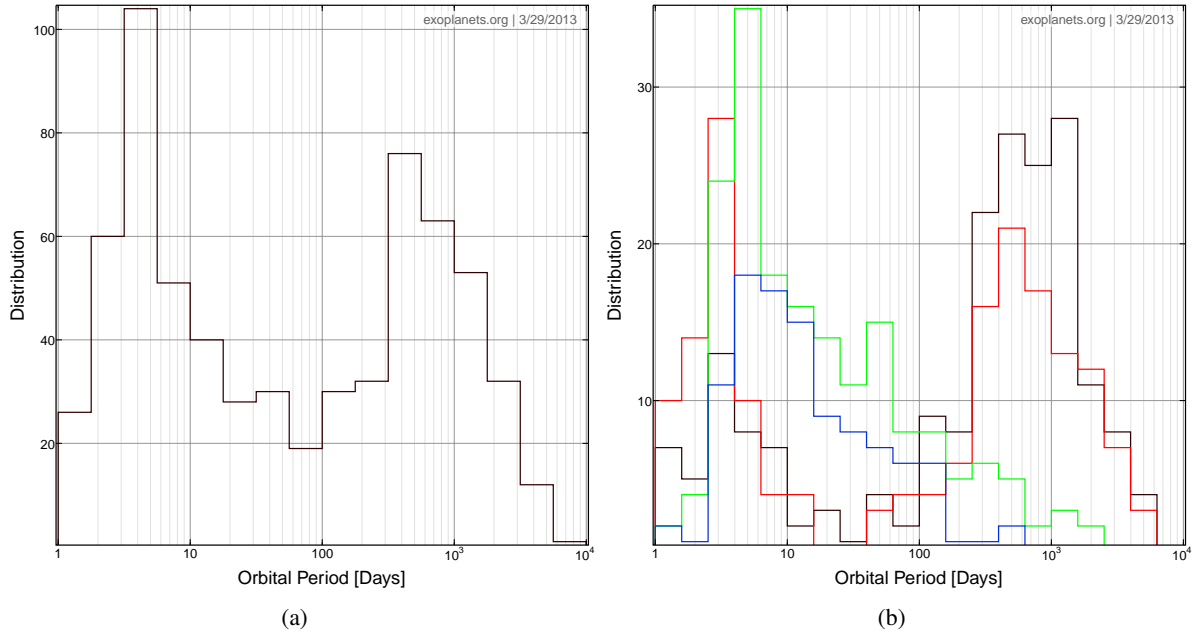 exoplanets.org | 3/29/2013
100
80
60
40
20
Distribution
1
10
100
10³
10⁴
Orbital Period [Days]
(a)
exoplanets.org | 3/29/2013
30
20
10
Distribution
1
10
100
10³
10⁴
Orbital Period [Days]
(b)